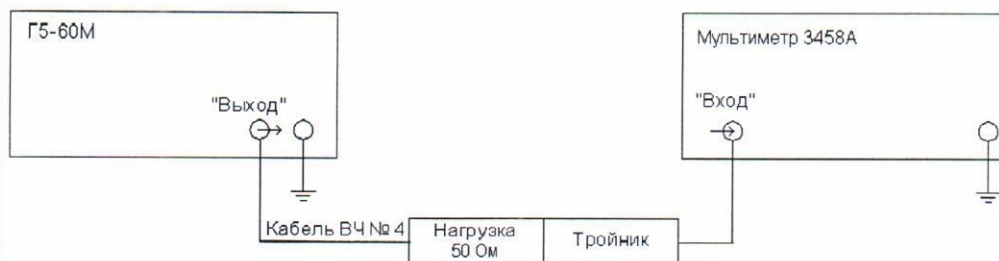 Г5-60М
Мультиметр 3458А
"Выход"
"Вход"
Кабель ВЧ № 4
Нагрузка
50 Ом
Тройник